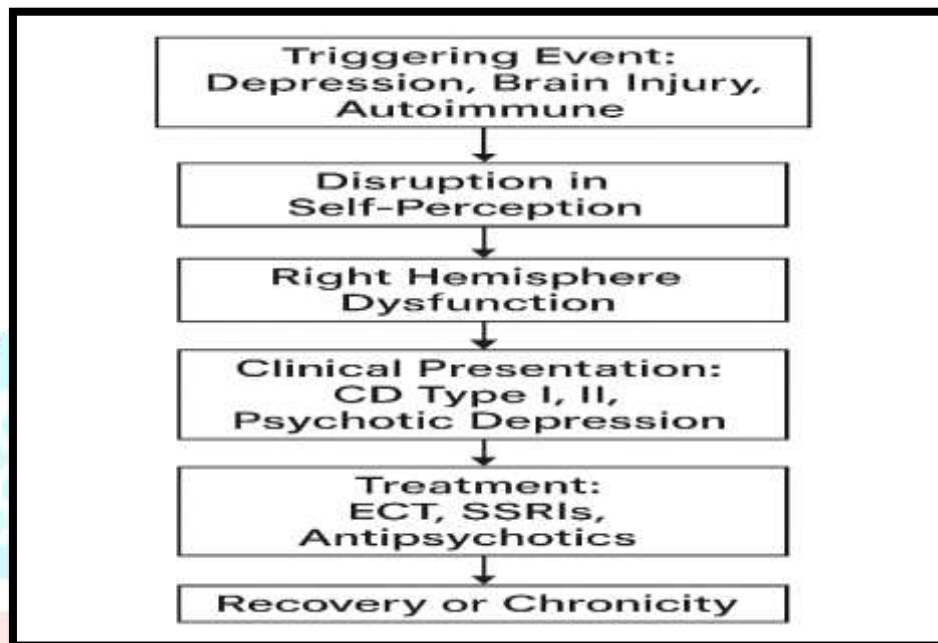 Triggering Event:
Depression, Brain Injury,
Autoimmune
Disruption in
Self-Perception
Right Hemisphere
Dysfunction
Clinical Presentation:
CD Type I, II,
Psychotic Depression
Treatment:
ECT, SSRIs,
Antipsychotics
Recovery or Chronicity